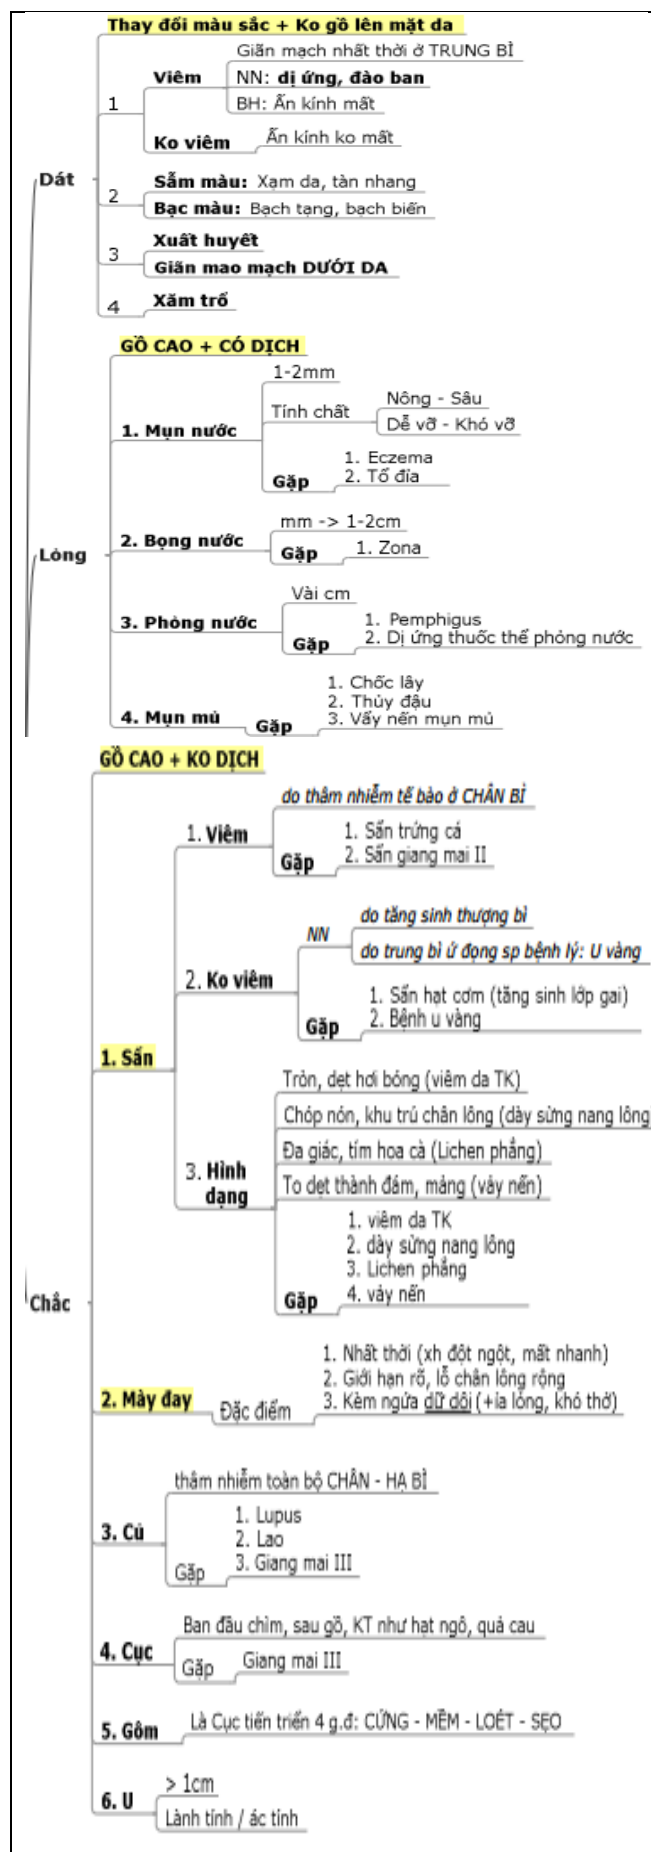 Thay đổi màu sắc + Ko gồ lên mặt da
Dát
1
Viêm
Giãn mạch nhất thời ở TRUNG BÌ
NN: dị ứng, đào ban
BH: Ấn kính mất
Ko viêm
Ấn kính ko mất
2
Sẫm màu: Xạm da, tàn nhang
Bạc màu: Bạch tạng, bạch biến
3
Xuất huyết
Giãn mao mạch DƯỚI DA
4
Xăm trổ
Lỏng
GỒ CAO + CÓ DỊCH
1. Mụn nước
1-2mm
Tính chất
Nông - Sâu
Dễ vỡ - Khó vỡ
Gặp
1. Eczema
2. Tổ đỉa
2. Bọng nước
mm -> 1-2cm
Gặp
1. Zona
3. Phỏng nước
Vài cm
Gặp
1. Pemphigus
2. Dị ứng thuốc thể phỏng nước
4. Mụn mủ
Gặp
1. Chốc lây
2. Thủy đậu
3. Vẩy nến mụn mủ
Chắc
GỒ CAO + KO DỊCH
1. Sẩn
1. Viêm
do thâm nhiễm tế bào ở CHÂN BÌ
Gặp
1. Sẩn trứng cá
2. Sẩn giang mai II
2. Ko viêm
NN
do tăng sinh thượng bì
do trung bì ứ đọng sp bệnh lý: U vàng
Gặp
1. Sẩn hạt cơm (tăng sinh lớp gai)
2. Bệnh u vàng
3. Hình dạng
Tròn, dẹt hơi bóng (viêm da TK)
Chóp nón, khu trú chân lông (dày sừng nang lông
Đa giác, tím hoa cà (Lichen phẳng)
To dẹt thành đám, mảng (vảy nến)
Gặp
1. viêm da TK
2. dày sừng nang lông
3. Lichen phẳng
4. vảy nến
2. Mày đay
Đặc điểm
1. Nhất thời (xh đột ngột, mất nhanh)
2. Giới hạn rõ, lỗ chân lông rộng
3. Kèm ngứa dữ dội (+ỉa lỏng, khó thở)
3. Củ
thâm nhiễm toàn bộ CHÂN - HẠ BÌ
Gặp
1. Lupus
2. Lao
3. Giang mai III
4. Cục
Ban đầu chìm, sau gồ, KT như hạt ngô, quả cau
Gặp
Giang mai III
5. Gôm
Là Cục tiến triển 4 g.đ: CỨNG - MỀM - LOÉT - SẸO
6. U
> 1cm
Lành tính / ác tính